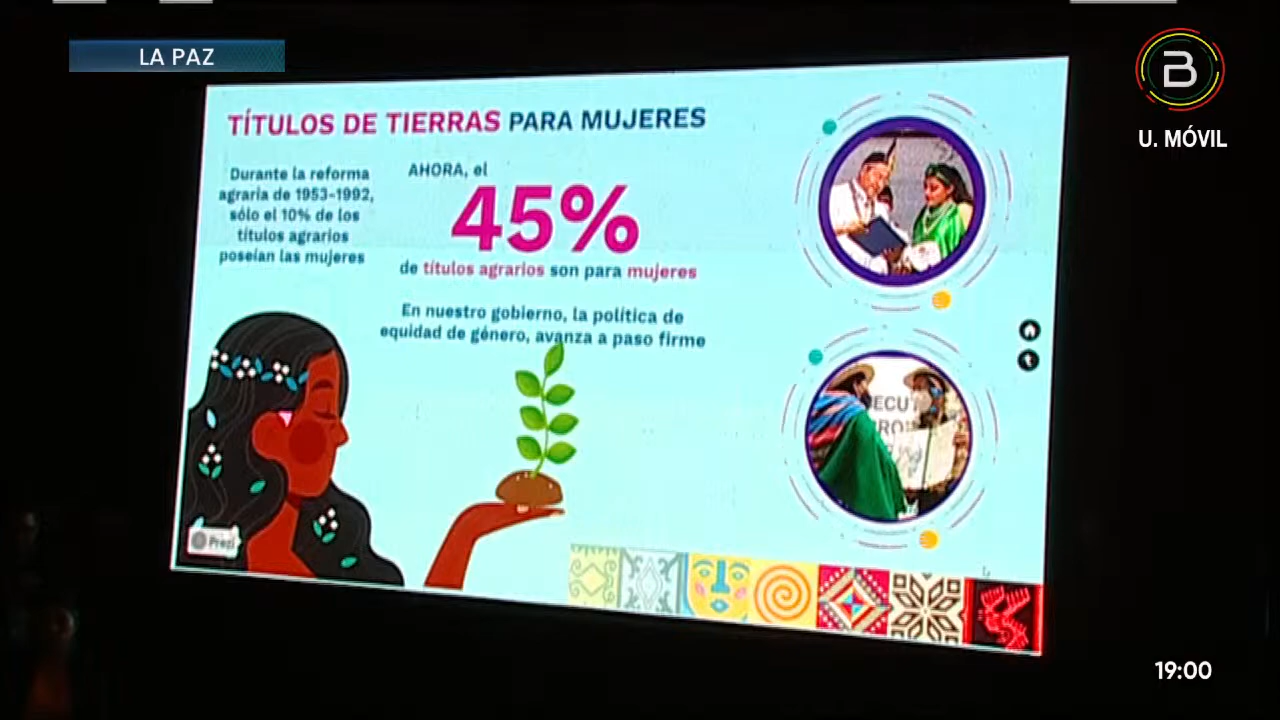 LA PAZ
B
U. MÓVIL
TÍTULOS DE TIERRAS PARA MUJERES
Durante la reforma
agraria de 1953-1992,
sólo el 10% de los
títulos agrarios
poseían las mujeres
AHORA, el
45%
de títulos agrarios son para mujeres
En nuestro gobierno, la política de
equidad de género, avanza a paso firme
Prezi
19:00